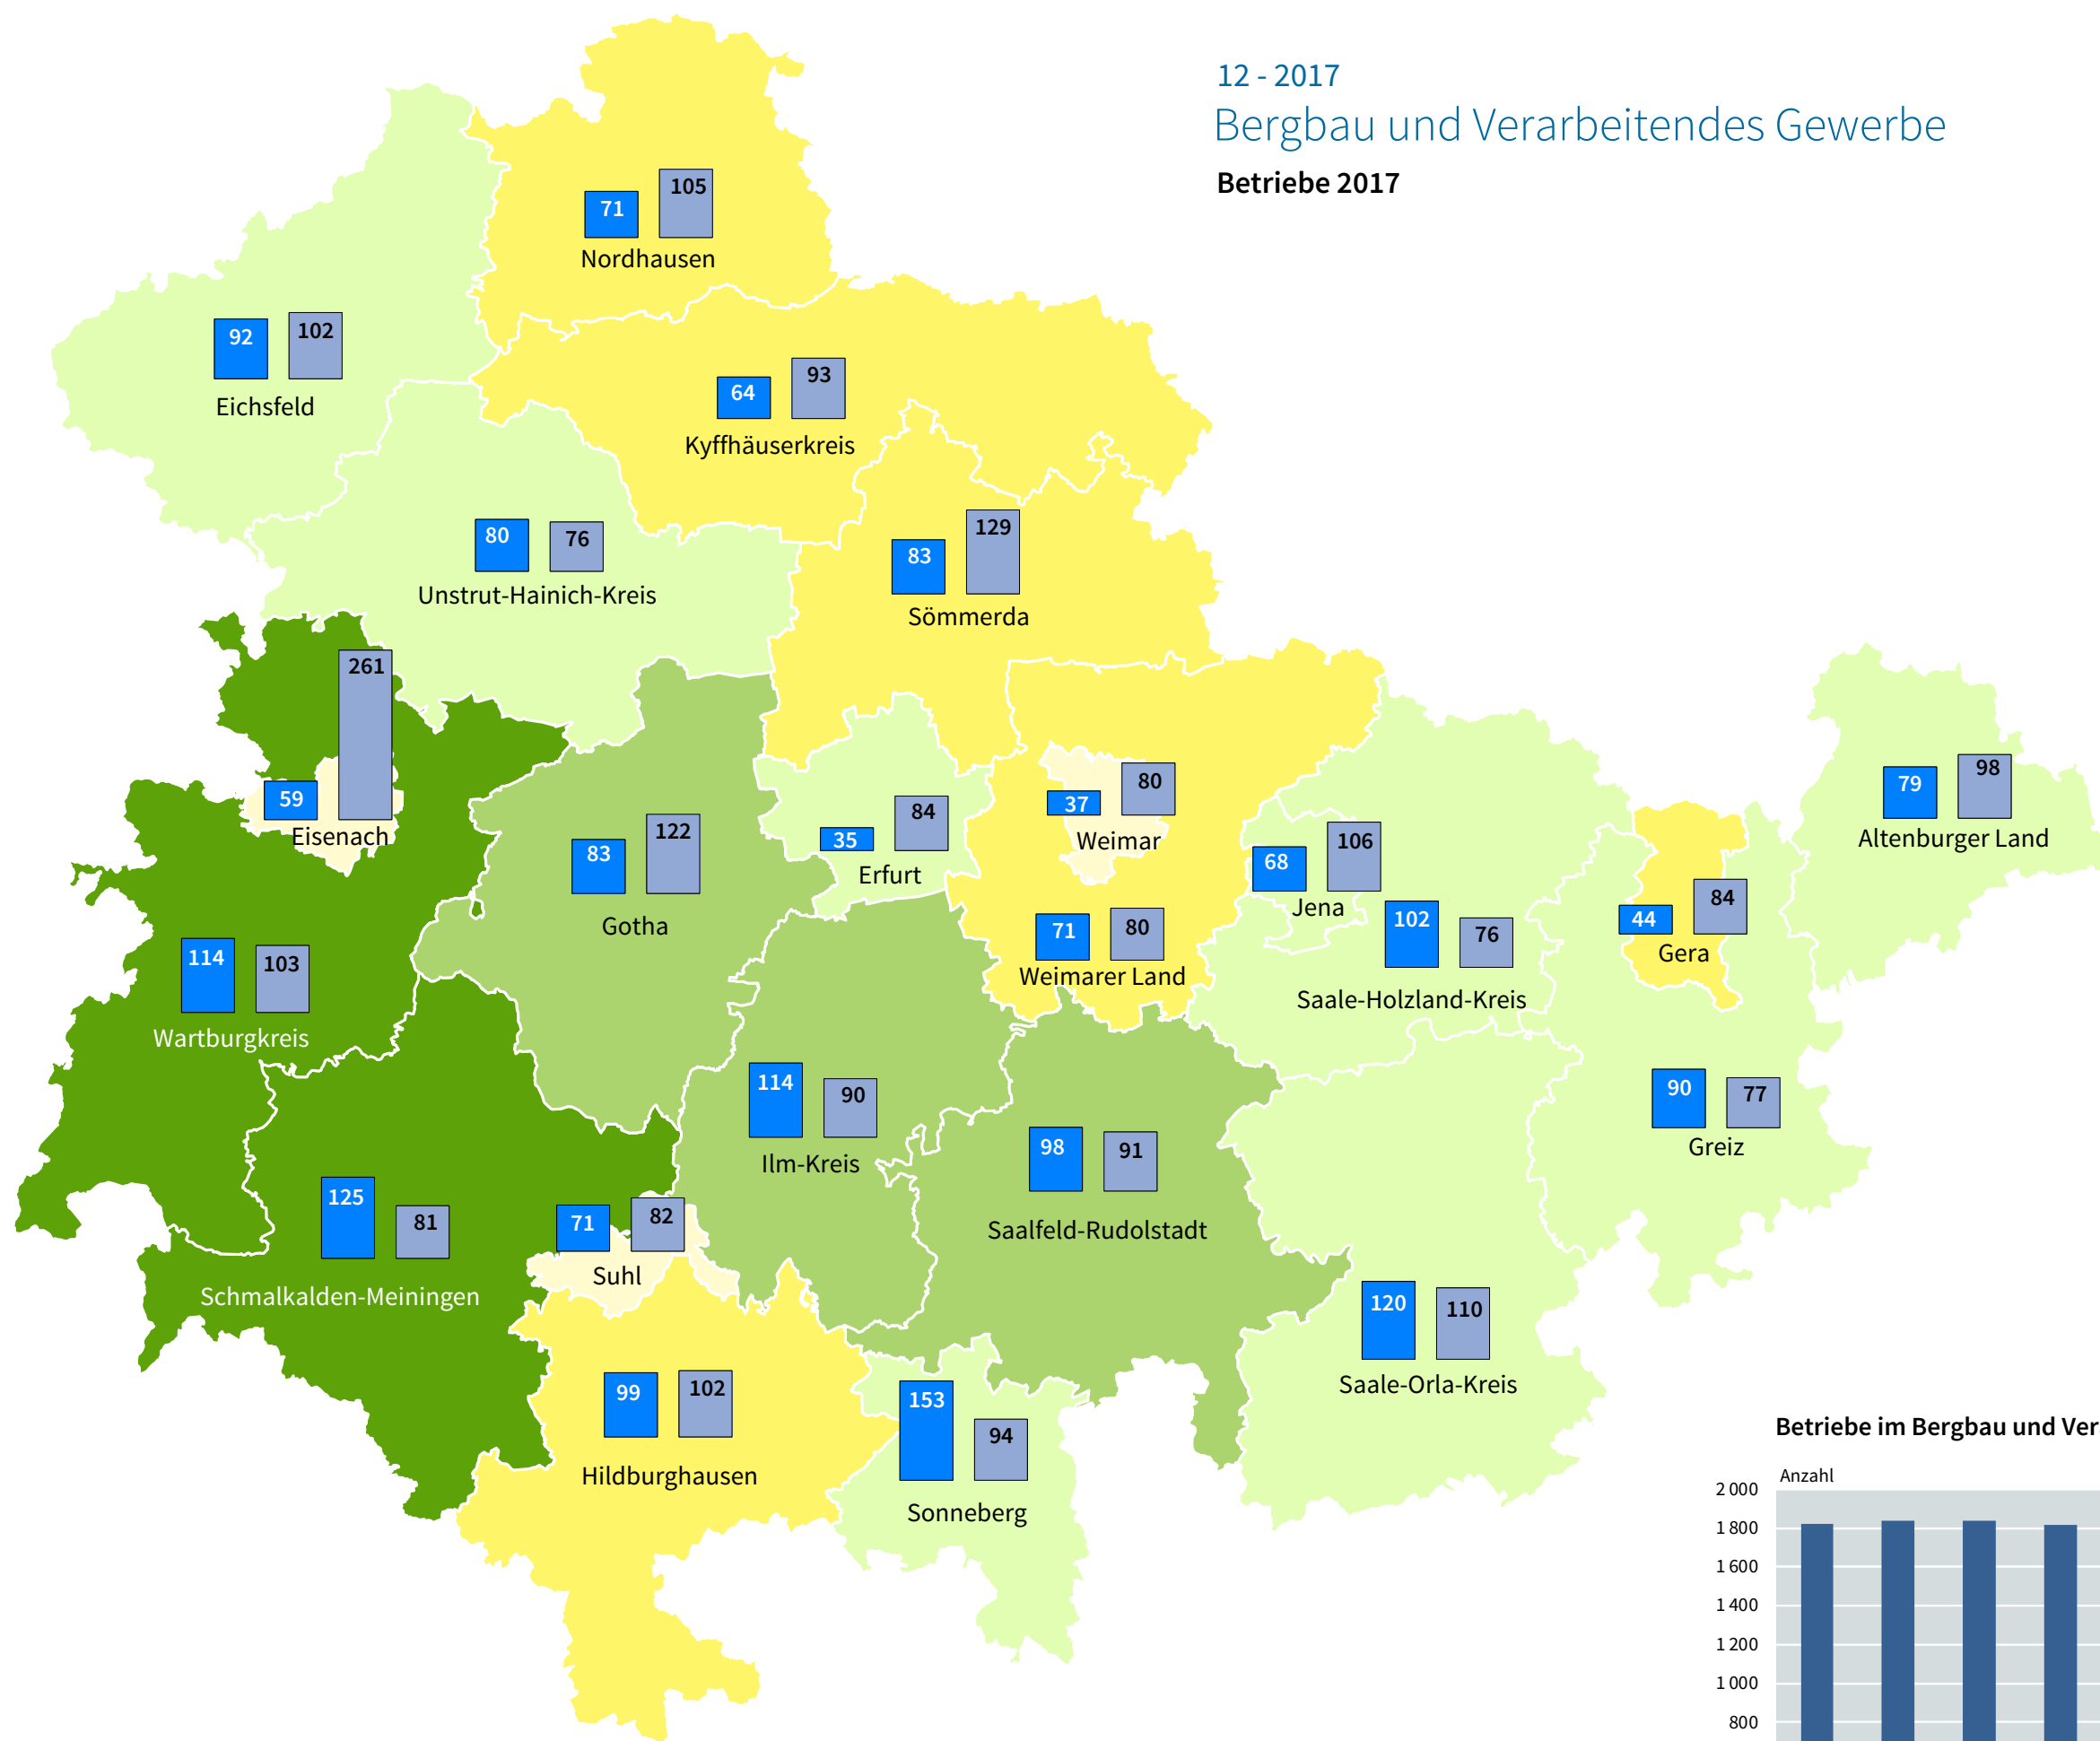 12 - 2017
Bergbau und Verarbeitendes Gewerbe
Betriebe 2017
71
105
Nordhausen
92
102
Eichsfeld
64
93
Kyffhäuserkreis
80
76
Unstrut-Hainich-Kreis
83
129
Sömmerda
59
261
Eisenach
83
122
Gotha
35
84
Erfurt
37
80
Weimar
71
80
Weimarer Land
68
106
Jena
102
76
Saale-Holzland-Kreis
44
84
Gera
79
98
Altenburger Land
114
103
Wartburgkreis
114
90
Ilm-Kreis
98
91
Saalfeld-Rudolstadt
90
77
Greiz
125
81
Schmalkalden-Meiningen
71
82
Suhl
120
110
Saale-Orla-Kreis
99
102
Hildburghausen
153
94
Sonneberg
Betriebe im Bergbau und Ver
Anzahl
2 000
1 800
1 600
1 400
1 200
1 000
800